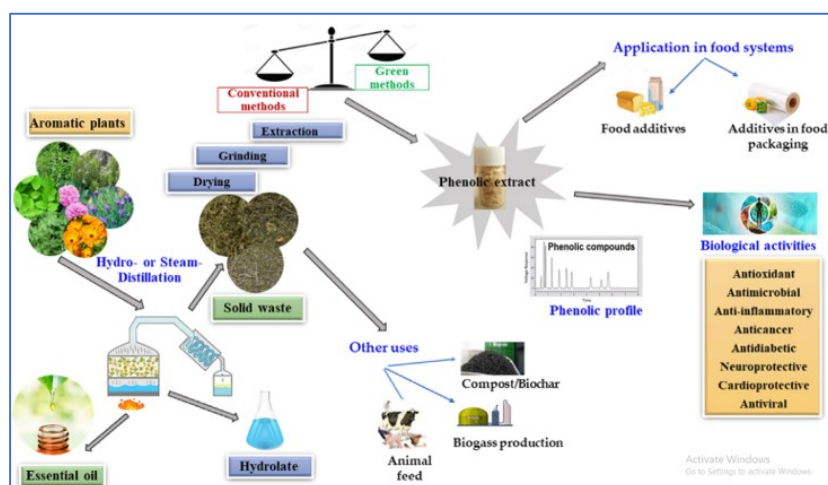 Aromatic plants
Hydro- or Steam-
Distillation
Essential oil
Hydrolate
Solid waste
Drying
Grinding
Extraction
Conventional
methods
Green
methods
Phenolic extract
Phenolic compounds
Time
Phenolic profile
Application in food systems
Food additives
Additives in food
packaging
Biological activities
Antioxidant
Antimicrobial
Anti-inflammatory
Anticancer
Antidiabetic
Neuroprotective
Cardioprotective
Antiviral
Other uses
Compost/Biochar
Biogass production
Animal
feed
Activate Windows
Go to Settings to activate Windows.